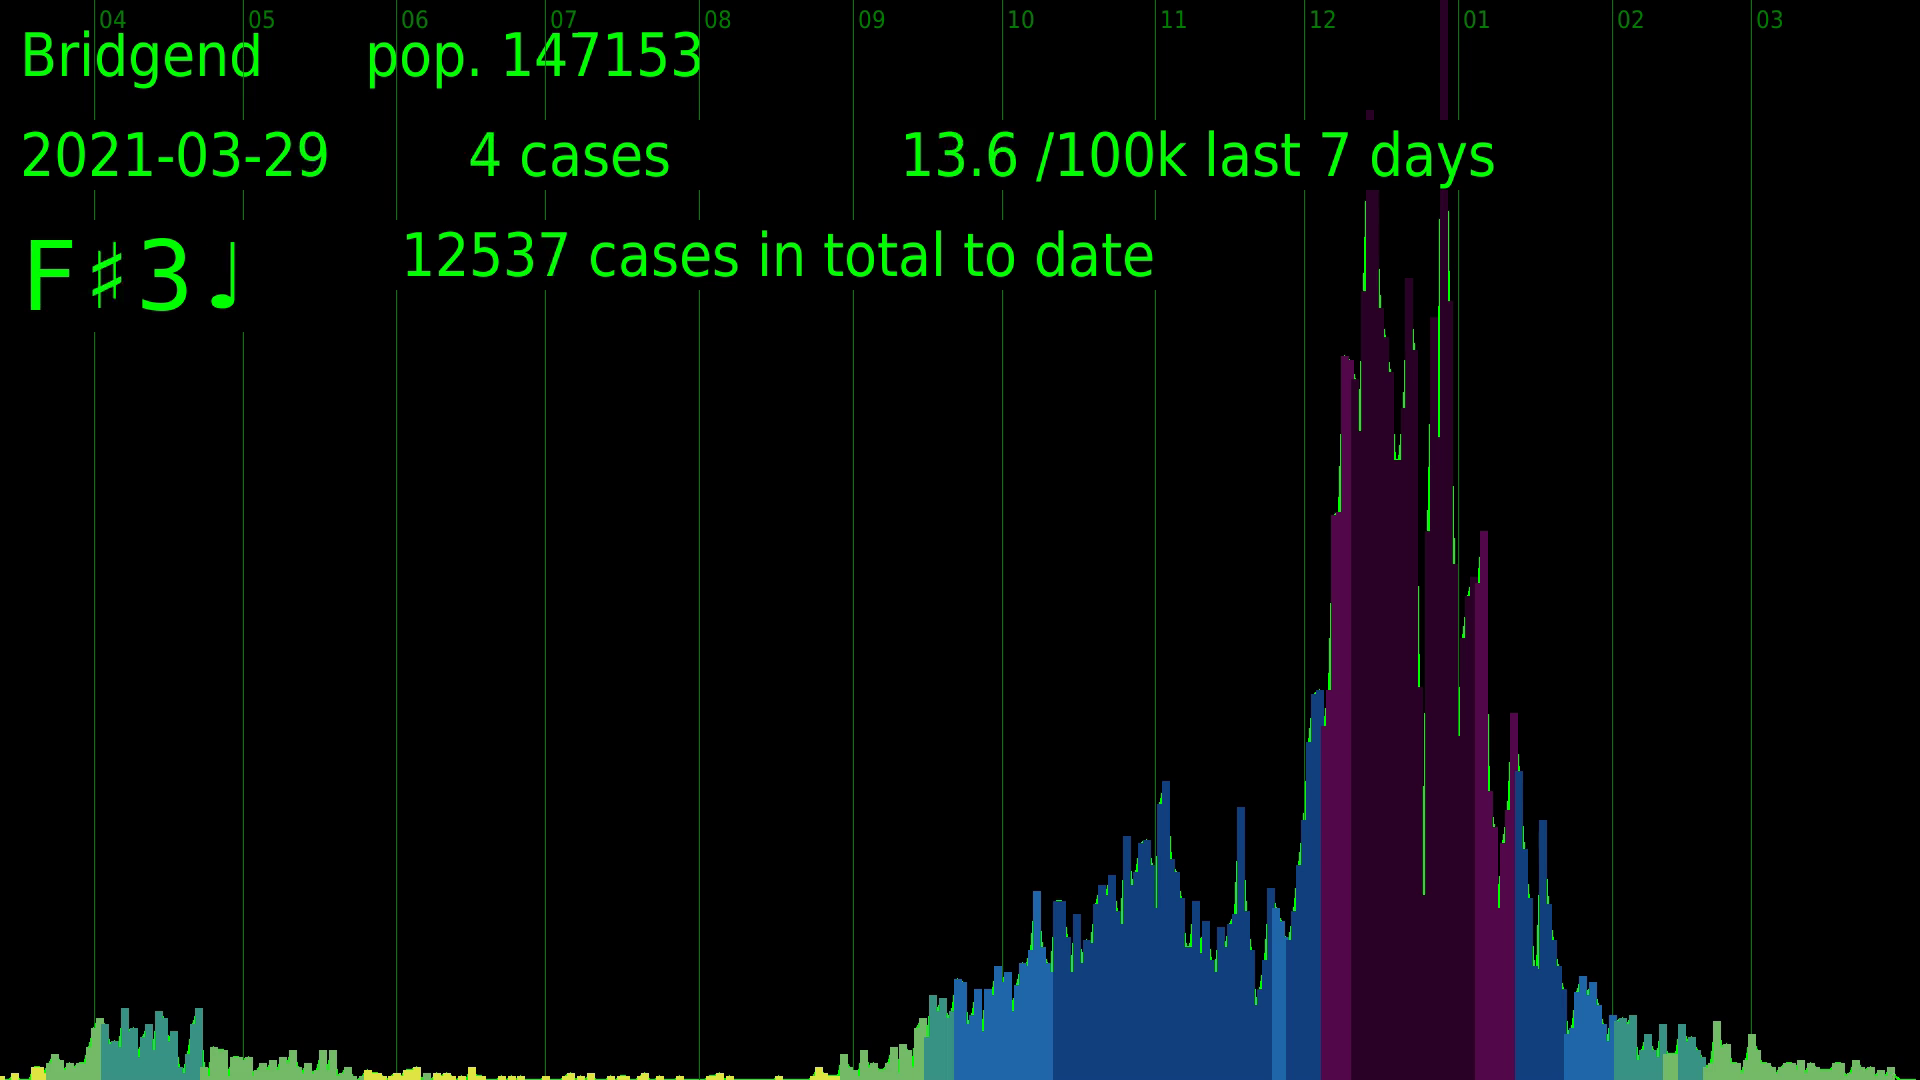 04 05 06 07 08 09 10 11 12 01 02 03
Bridgend pop. 147153
2021-03-29 4 cases 13.6 /100k last 7 days
F♯3♩ 12537 cases in total to date